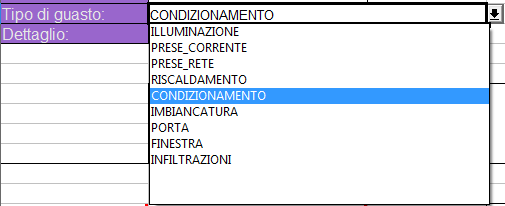 Tipo di guasto: CONDIZIONAMENTO
Dettaglio:
ILLUMINAZIONE
PRESE_CORRENTE
PRESE_RETE
RISCALDAMENTO
CONDIZIONAMENTO
IMBIANCATURA
PORTA
FINESTRA
INFILTRAZIONI